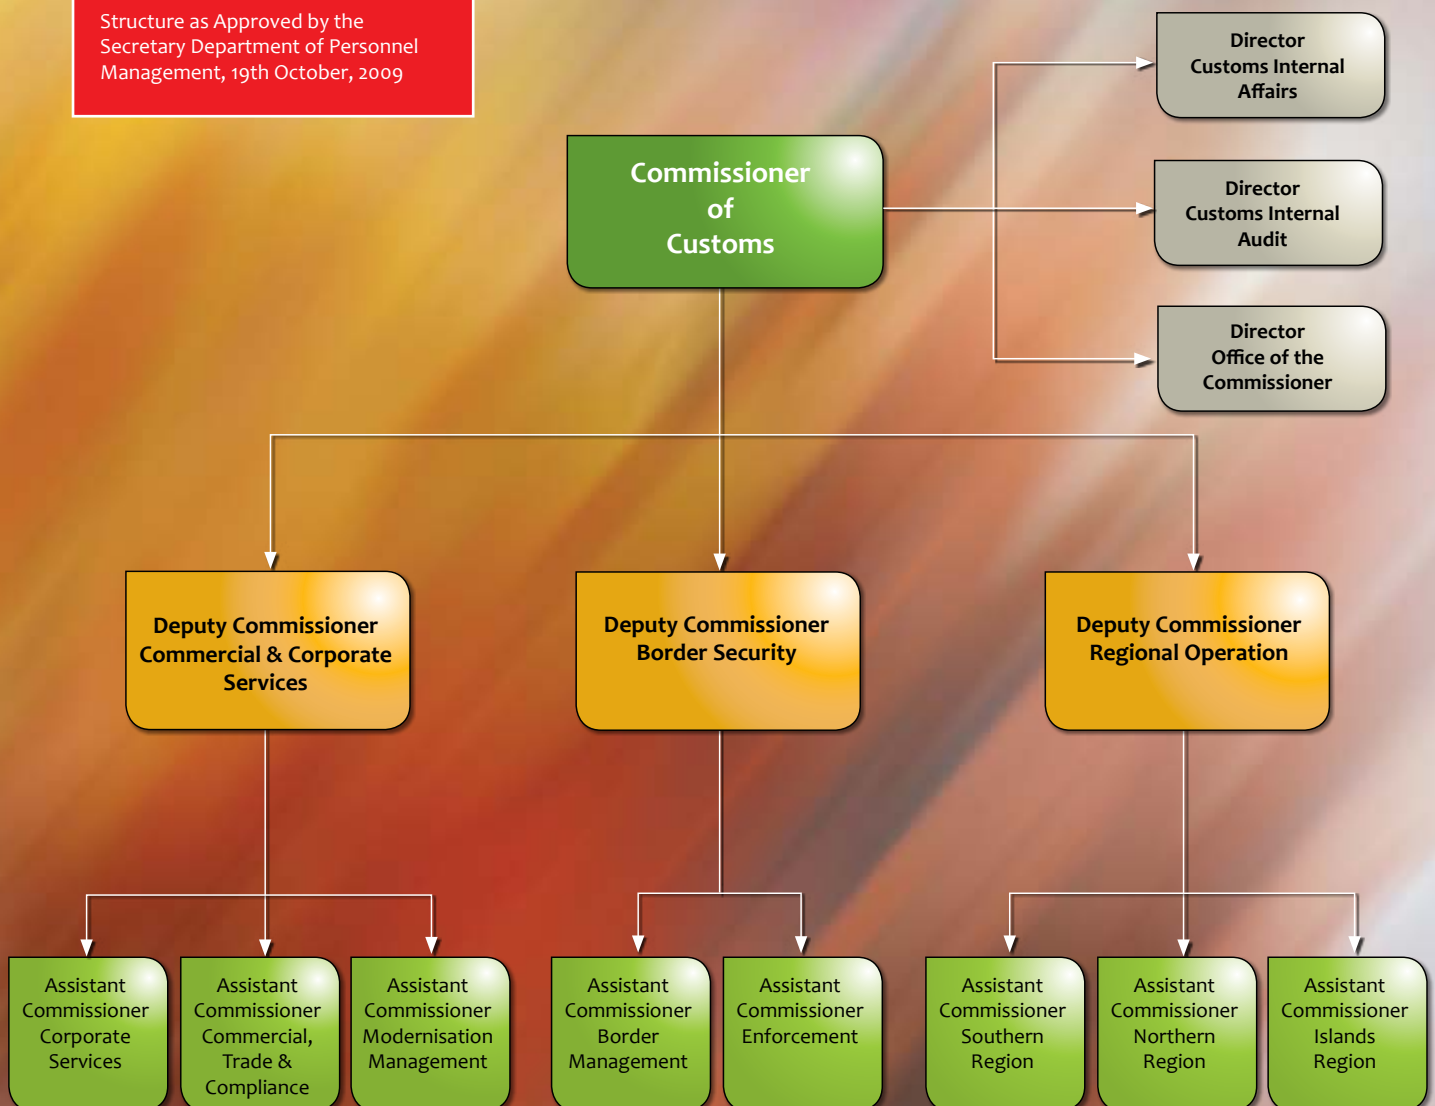 Structure as Approved by the
Secretary Department of Personnel
Management, 19th October, 2009
Director
Customs Internal
Affairs
Commissioner
of
Customs
Director
Customs Internal
Audit
Director
Office of the
Commissioner
Deputy Commissioner
Commercial & Corporate
Services
Deputy Commissioner
Border Security
Deputy Commissioner
Regional Operation
Assistant
Commissioner
Corporate
Services
Assistant
Commissioner
Commercial,
Trade &
Compliance
Assistant
Commissioner
Modernisation
Management
Assistant
Commissioner
Border
Management
Assistant
Commissioner
Enforcement
Assistant
Commissioner
Southern
Region
Assistant
Commissioner
Northern
Region
Assistant
Commissioner
Islands
Region